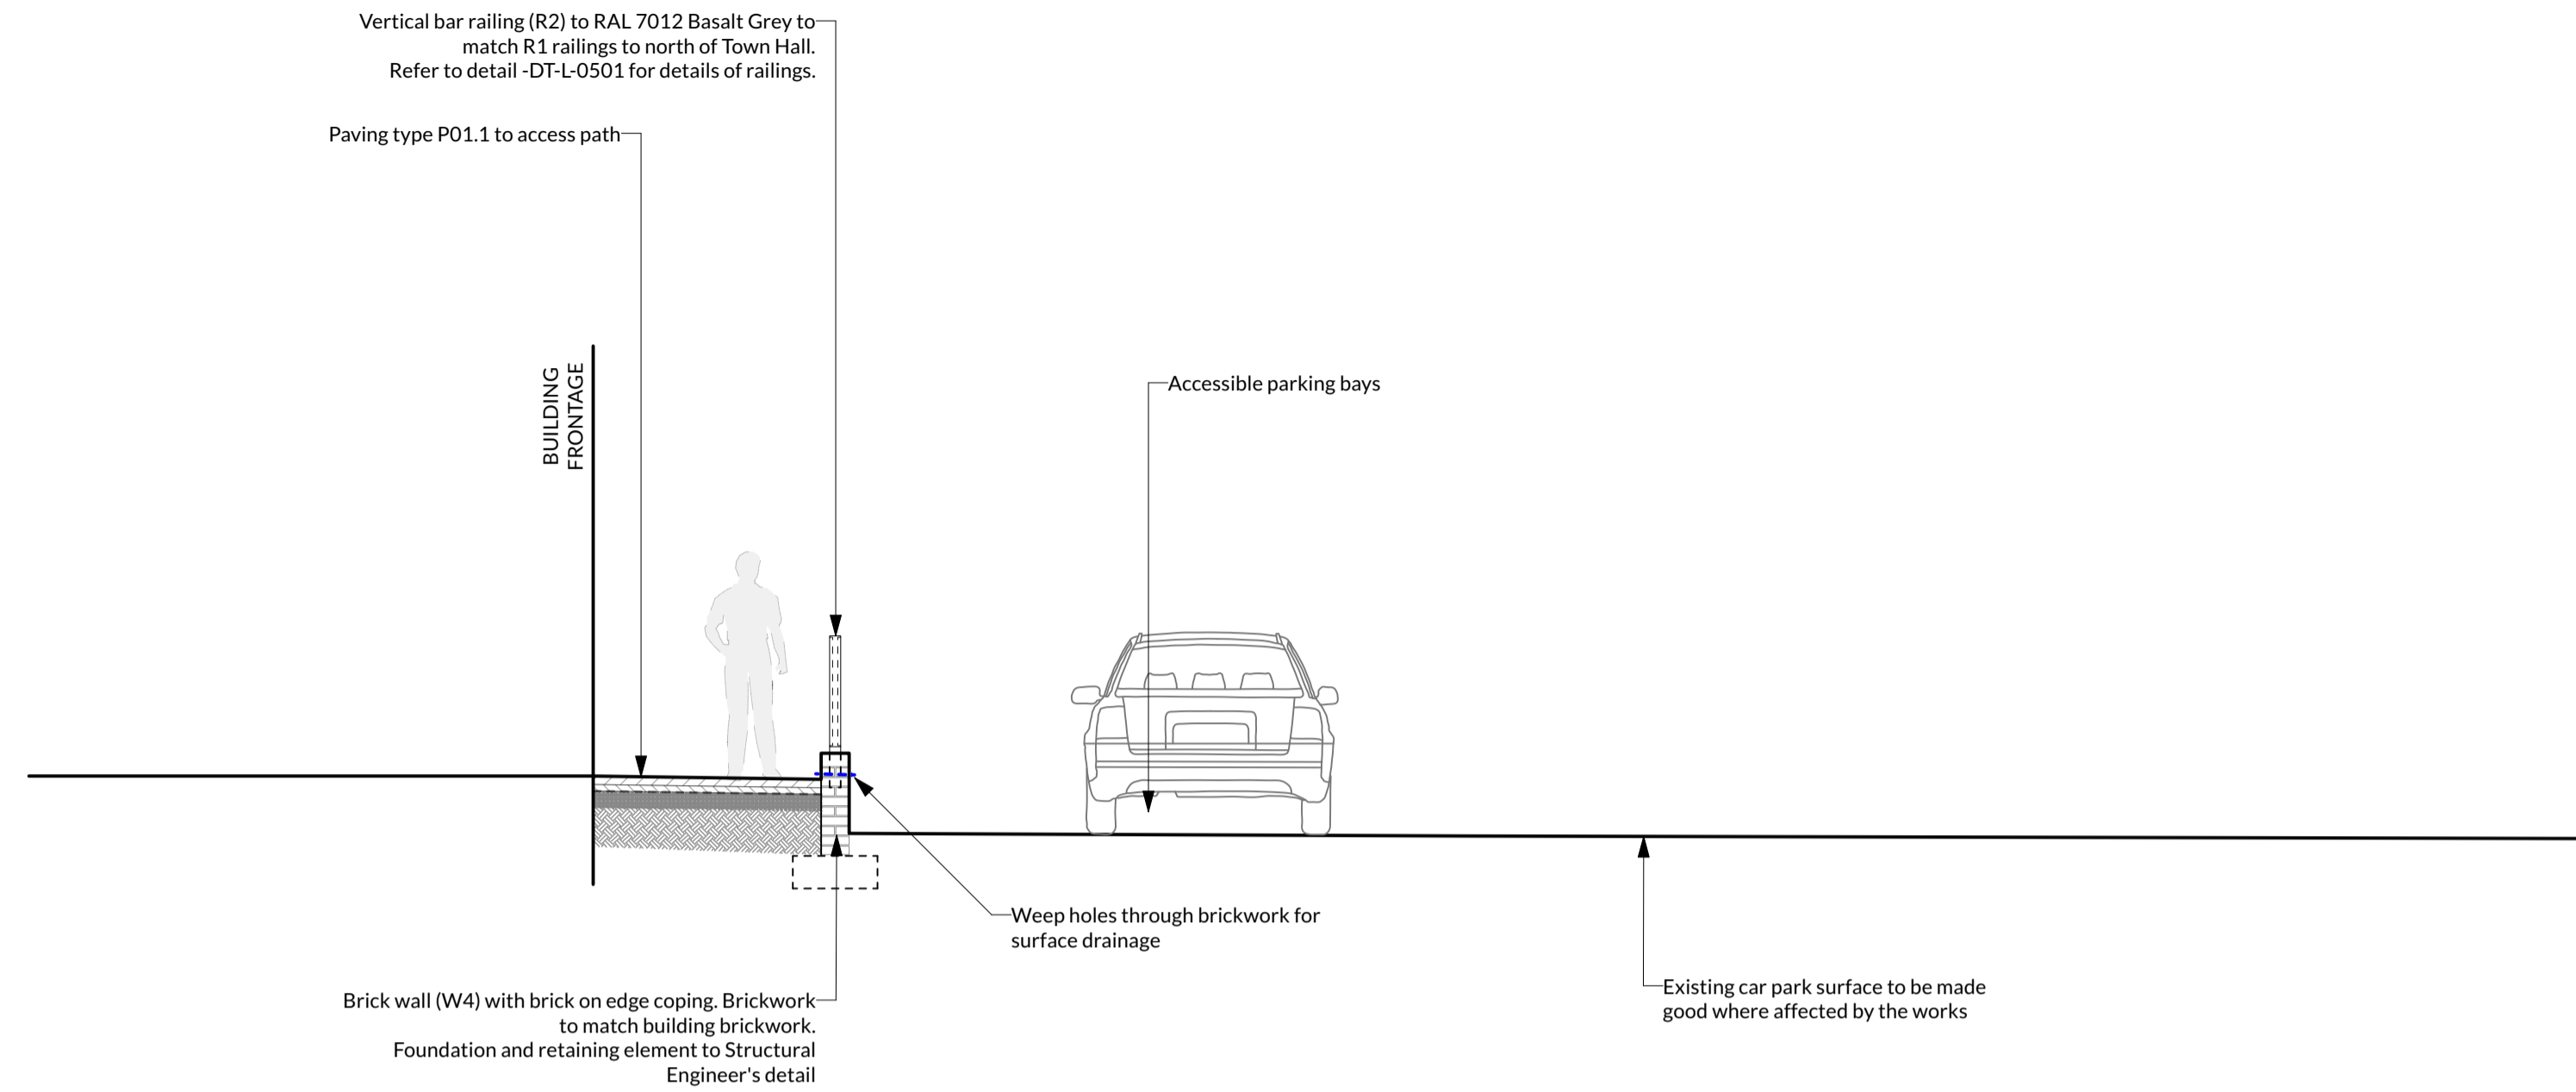 Vertical bar railing (R2) to RAL 7012 Basalt Grey to
match R1 railings to north of Town Hall.
Refer to detail -DT-L-0501 for details of railings.
Paving type P01.1 to access path
BUILDING
FRONTAGE
Accessible parking bays
Weep holes through brickwork for
surface drainage
Existing car park surface to be made
good where affected by the works
Brick wall (W4) with brick on edge coping. Brickwork
to match building brickwork.
Foundation and retaining element to Structural
Engineer's detail